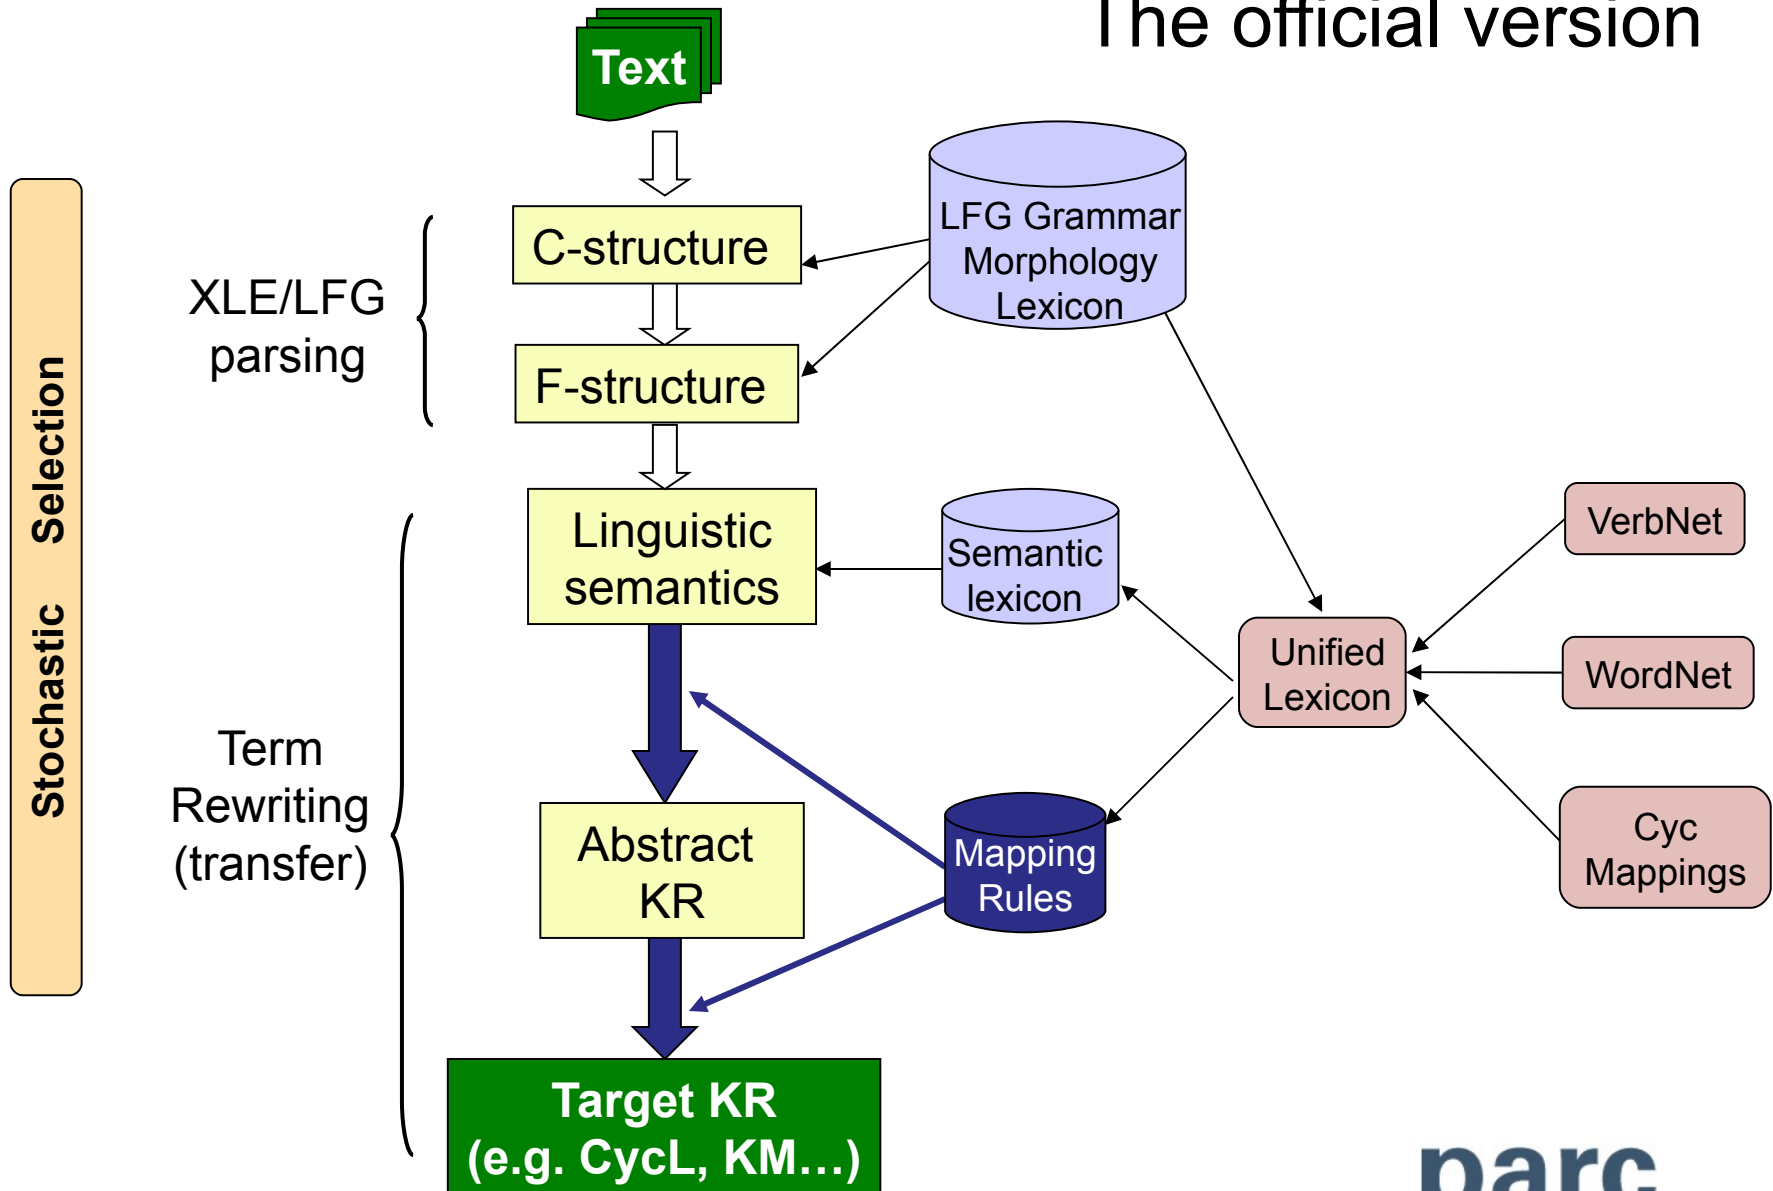 The official version
Text
C-structure
LFG Grammar
Morphology
Lexicon
XLE/LFG
parsing
F-structure
Stochastic Selection
Linguistic
semantics
Semantic
lexicon
VerbNet
Unified
Lexicon
WordNet
Term
Rewriting
(transfer)
Abstract
KR
Mapping
Rules
Cyc
Mappings
Target KR
(e.g. CycL, KM…)
parc